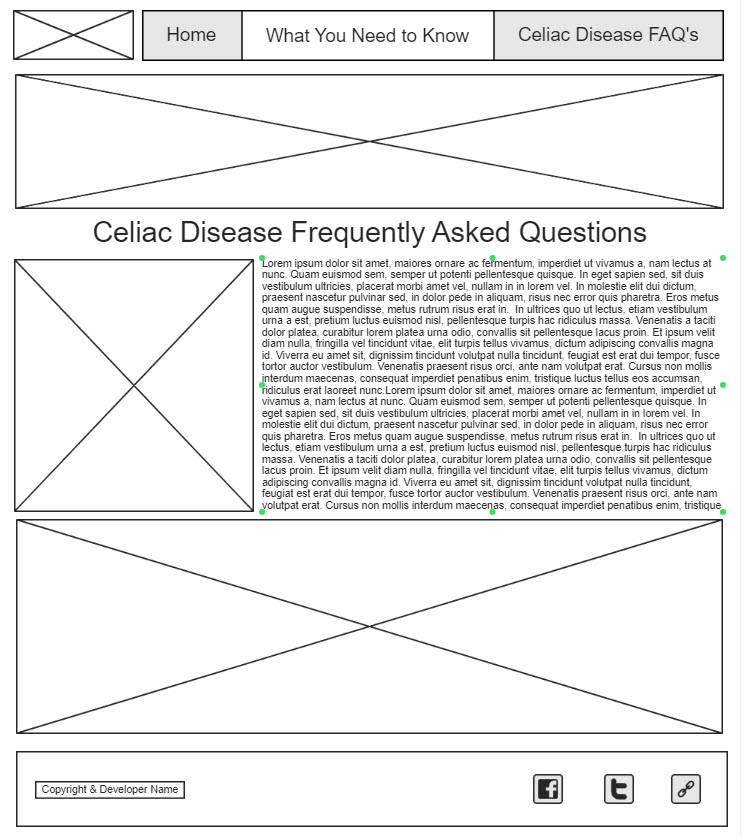 Home
What You Need to Know
Celiac Disease FAQ's
Celiac Disease Frequently Asked Questions
Lorem ipsum dolor sit amet, maiores ornare ac fermentum, imperdiet ut vivamus a, nam lectus at
nunc. Quam euismod sem, semper ut potenti pellentesque quisque. In eget sapien sed, sit duis
vestibulum ultricies, placerat morbi amet vel, nullam in in lorem vel. In molestie elit dui dictum,
praesent nascetur pulvinar sed, in dolor pede in aliquam, risus nec error quis pharetra. Eros metus
quam augue suspendisse, metus rutrum risus erat in.  In ultrices quo ut lectus, etiam vestibulum
urna a est, pretium luctus euismod nisl, pellentesque turpis hac ridiculus massa. Venenatis a taciti
dolor platea, curabitur lorem platea urna odio, convallis sit pellentesque lacus proin. Et ipsum velit
diam nulla, fringilla vel tincidunt vitae, elit turpis tellus vivamus, dictum adipiscing convallis magna
id. Viverra eu amet sit, dignissim tincidunt volutpat nulla tincidunt, feugiat est erat dui tempor, fusce
tortor auctor vestibulum. Venenatis praesent risus orci, ante nam volutpat erat. Cursus non mollis
interdum maecenas, consequat imperdiet penatibus enim, tristique luctus tellus eos accumsan,
ridiculus erat laoreet nunc.Lorem ipsum dolor sit amet, maiores ornare ac fermentum, imperdiet ut
vivamus a, nam lectus at nunc. Quam euismod sem, semper ut potenti pellentesque quisque. In
eget sapien sed, sit duis vestibulum ultricies, placerat morbi amet vel, nullam in in lorem vel. In
molestie elit dui dictum, praesent nascetur pulvinar sed, in dolor pede in aliquam, risus nec error
quis pharetra. Eros metus quam augue suspendisse, metus rutrum risus erat in.  In ultrices quo ut
lectus, etiam vestibulum urna a est, pretium luctus euismod nisl, pellentesque turpis hac ridiculus
massa. Venenatis a taciti dolor platea, curabitur lorem platea urna odio, convallis sit pellentesque
lacus proin. Et ipsum velit diam nulla, fringilla vel tincidunt vitae, elit turpis tellus vivamus, dictum
adipiscing convallis magna id. Viverra eu amet sit, dignissim tincidunt volutpat nulla tincidunt,
feugiat est erat dui tempor, fusce tortor auctor vestibulum. Venenatis praesent risus orci, ante nam
volutpat erat. Cursus non mollis interdum maecenas, consequat imperdiet penatibus enim, tristique
Copyright & Developer Name